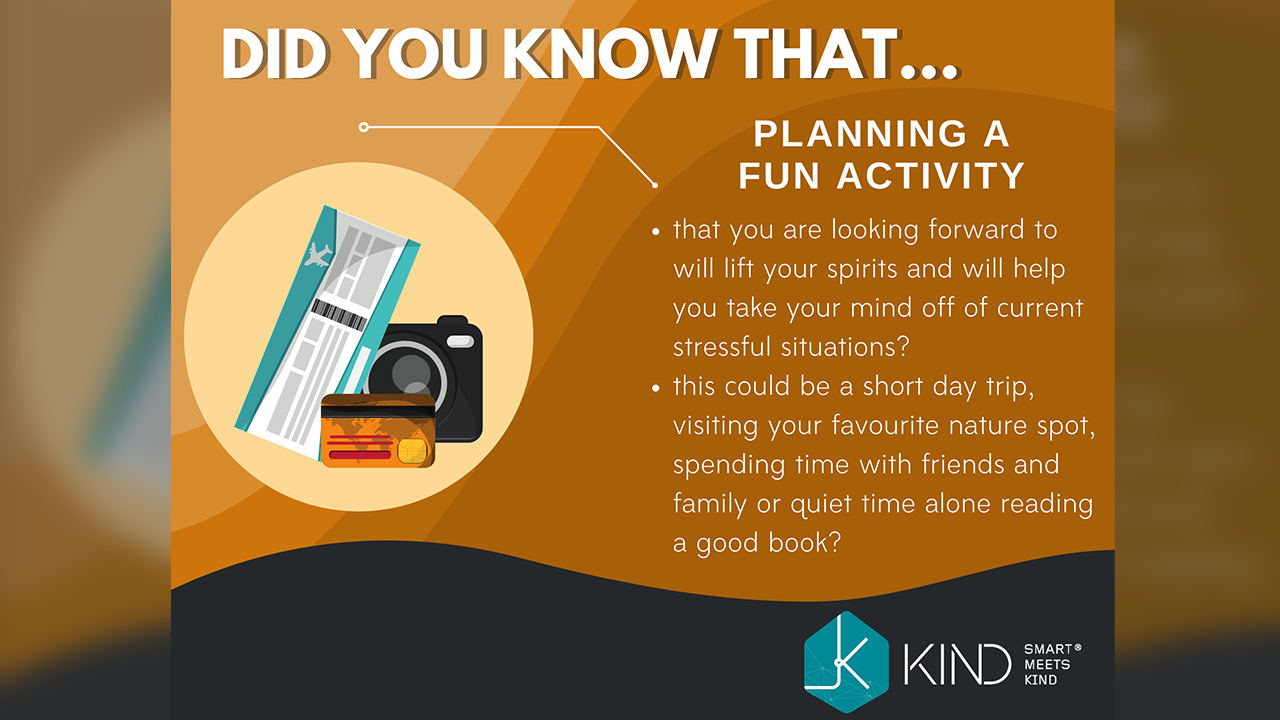 DID YOU KNOW THAT...
PLANNING A
FUN ACTIVITY
• that you are looking forward to
will lift your spirits and will help
you take your mind off of current
stressful situations?
• this could be a short day trip,
visiting your favourite nature spot,
spending time with friends and
family or quiet time alone reading
a good book?
KIND
SMART®
MEETS
KIND